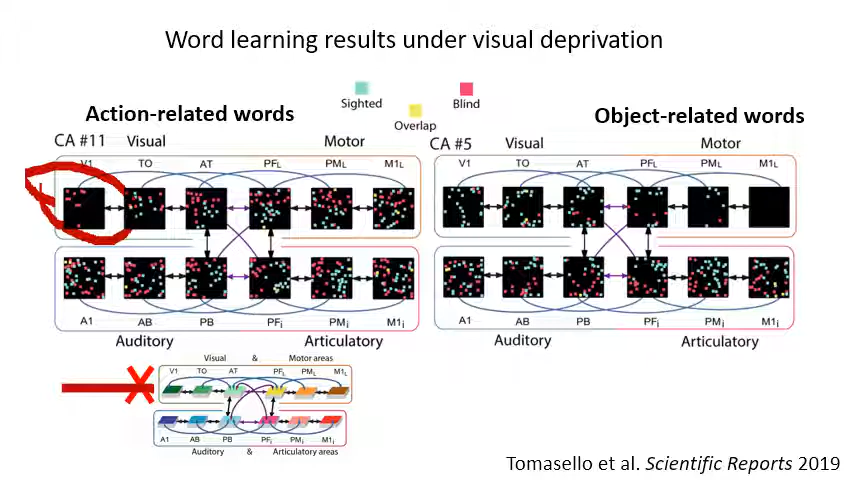 Word learning results under visual deprivation
Sighted
Overlap
Blind
Action-related words
Object-related words
CA #11 Visual Motor
V1 TO AT PFL PML M1L
A1 AB PB PFi PMi M1i
Auditory Articulatory
CA #5 Visual Motor
V1 TO AT PFL PML M1L
A1 AB PB PFi PMi M1i
Auditory Articulatory
Visual & Motor areas
V1 TO AT PFL PML M1L
A1 AB PB PFi PMi M1i
Auditory & Articulatory areas
Tomasello et al. Scientific Reports 2019